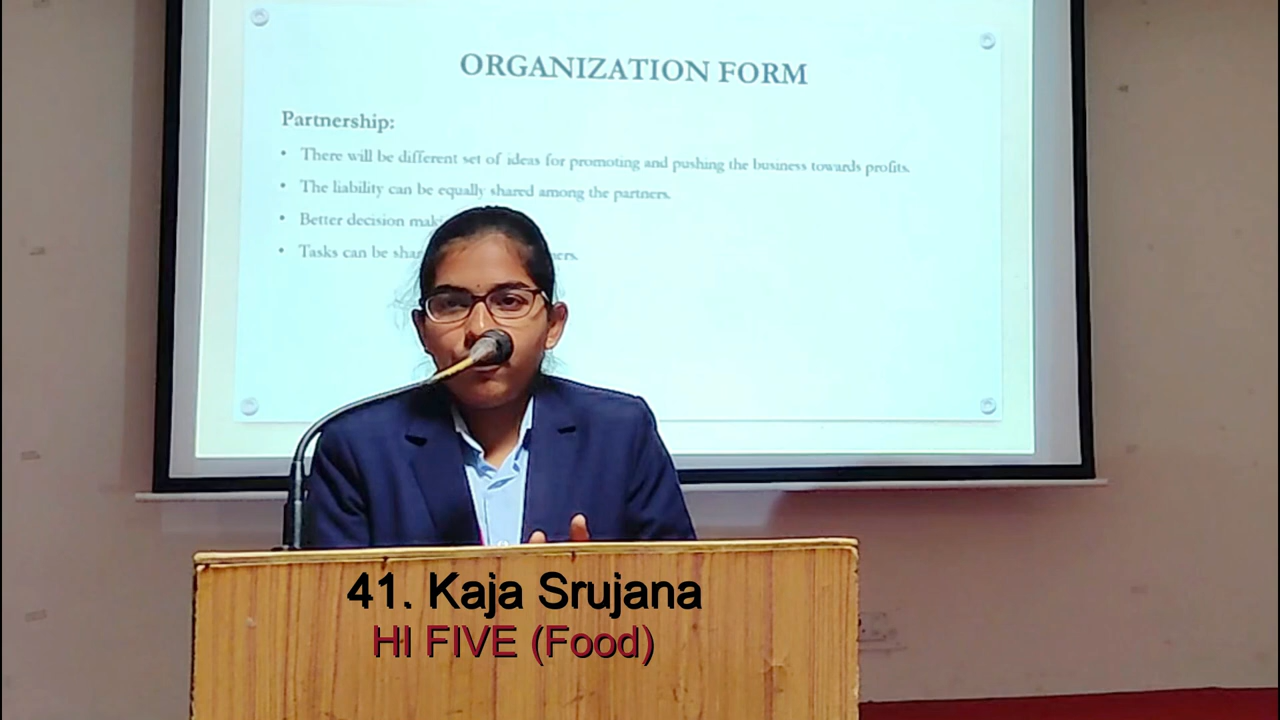 ORGANIZATION FORM
Partnership:
• There will be different set of ideas for promoting and pushing the business towards profits.
• The liability can be equally shared among the partners.
• Better decision
• Tasks can be
41. Kaja Srujana
HI FIVE (Food)